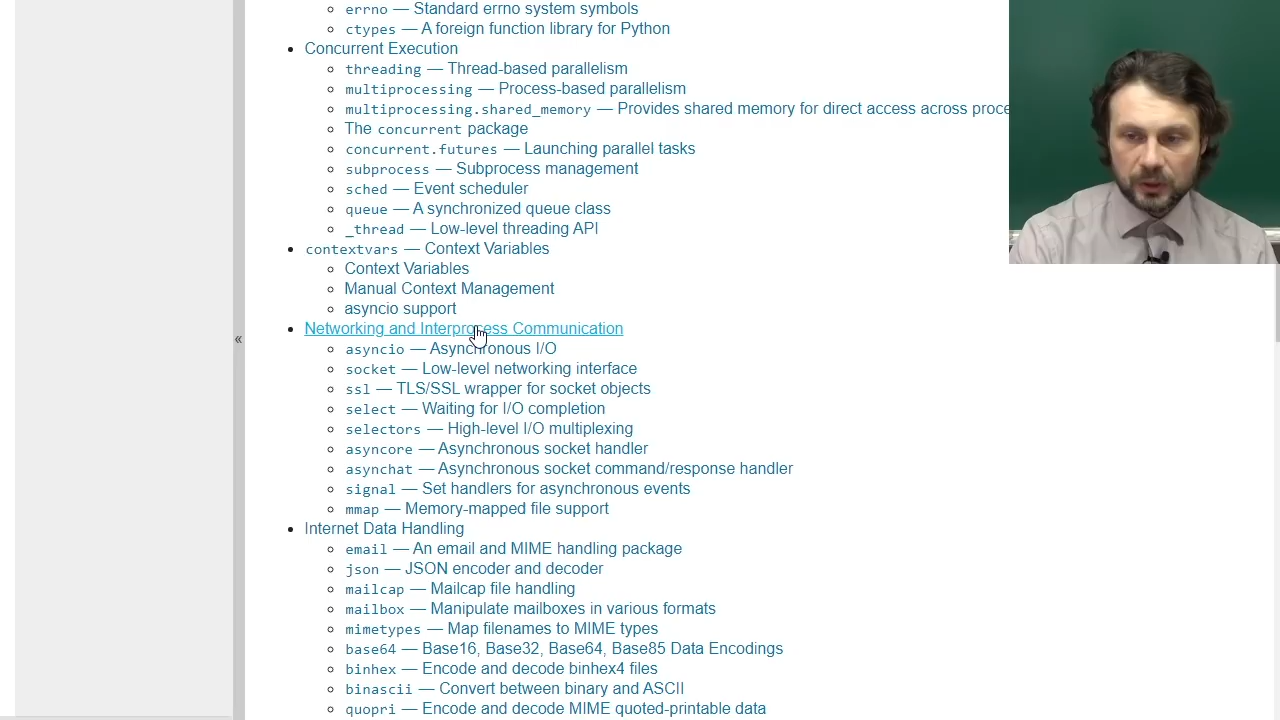 errno — Standard errno system symbols
ctypes — A foreign function library for Python
Concurrent Execution
threading — Thread-based parallelism
multiprocessing — Process-based parallelism
multiprocessing.shared_memory — Provides shared memory for direct access across proce
The concurrent package
concurrent.futures — Launching parallel tasks
subprocess — Subprocess management
sched — Event scheduler
queue — A synchronized queue class
_thread — Low-level threading API
contextvars — Context Variables
Context Variables
Manual Context Management
asyncio support
Networking and Interprocess Communication
«
asyncio — Asynchronous I/O
socket — Low-level networking interface
ssl — TLS/SSL wrapper for socket objects
select — Waiting for I/O completion
selectors — High-level I/O multiplexing
asyncore — Asynchronous socket handler
asynchat — Asynchronous socket command/response handler
signal — Set handlers for asynchronous events
mmap — Memory-mapped file support
Internet Data Handling
email — An email and MIME handling package
json — JSON encoder and decoder
mailcap — Mailcap file handling
mailbox — Manipulate mailboxes in various formats
mimetypes — Map filenames to MIME types
base64 — Base16, Base32, Base64, Base85 Data Encodings
binhex — Encode and decode binhex4 files
binascii — Convert between binary and ASCII
quopri — Encode and decode MIME quoted-printable data